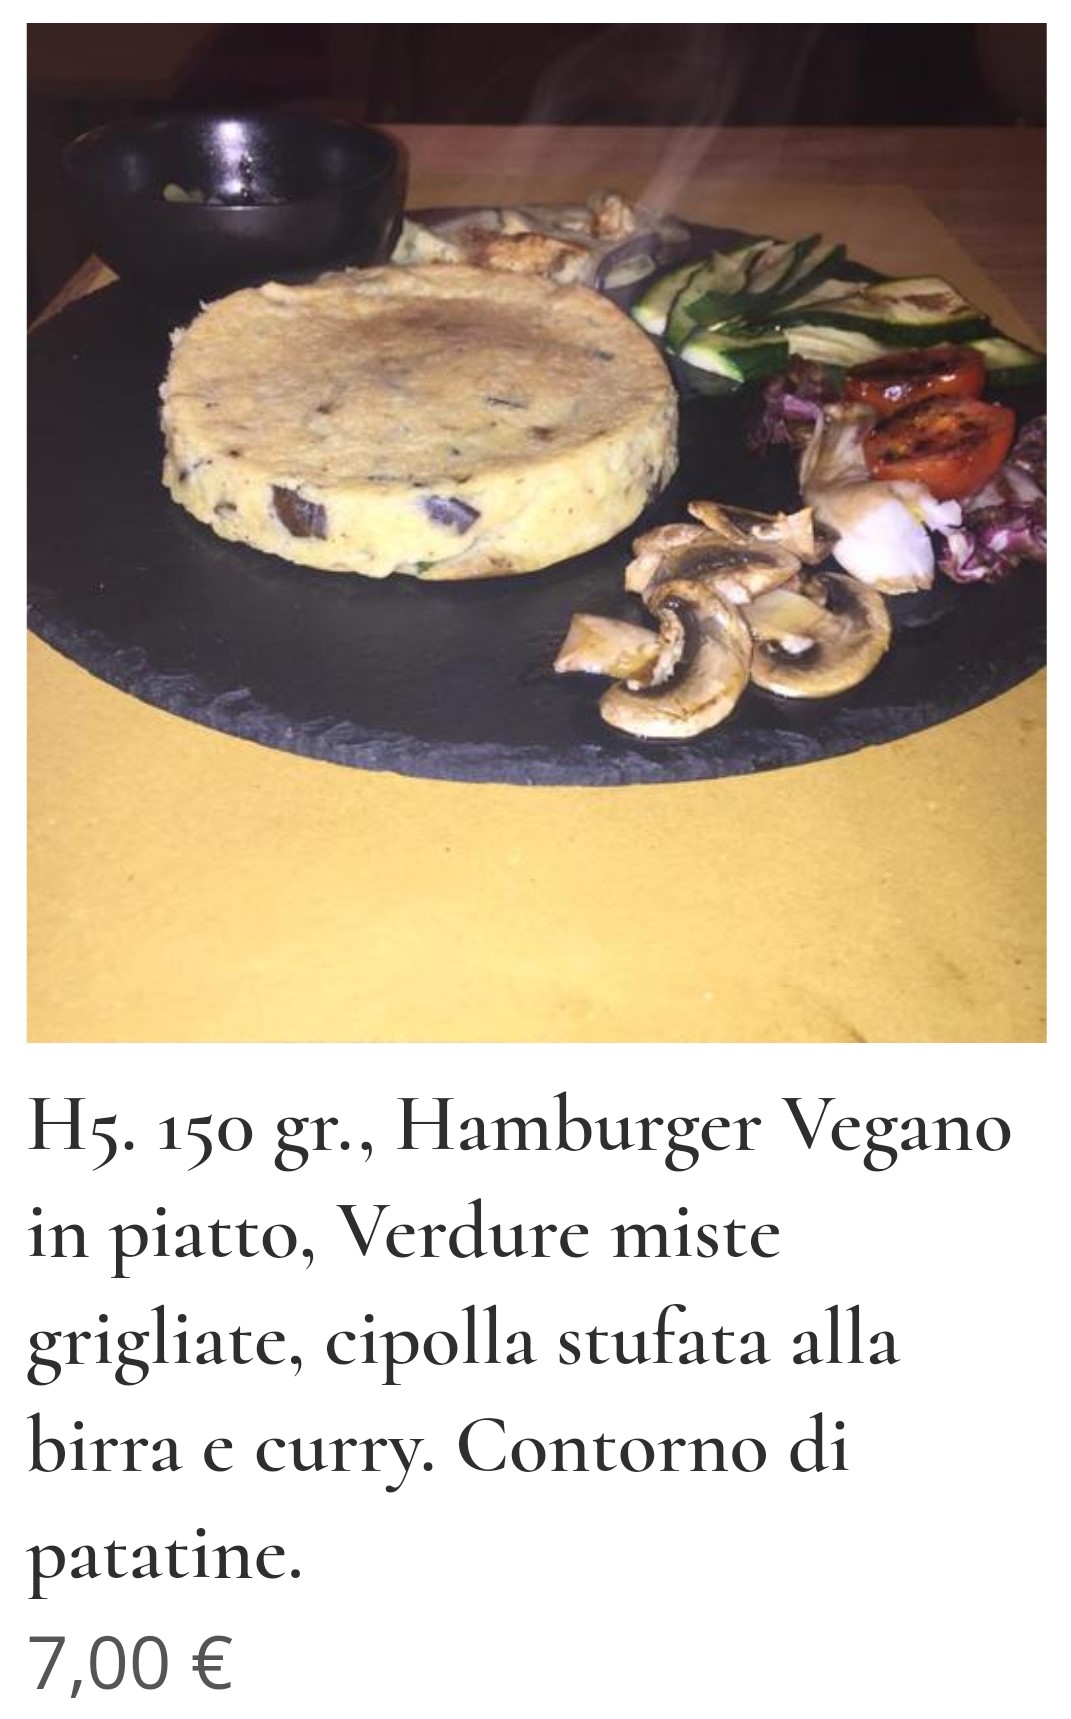 H5. 150 gr., Hamburger Vegano
in piatto, Verdure miste
grigliate, cipolla stufata alla
birra e curry. Contorno di
patatine.
7,00 €